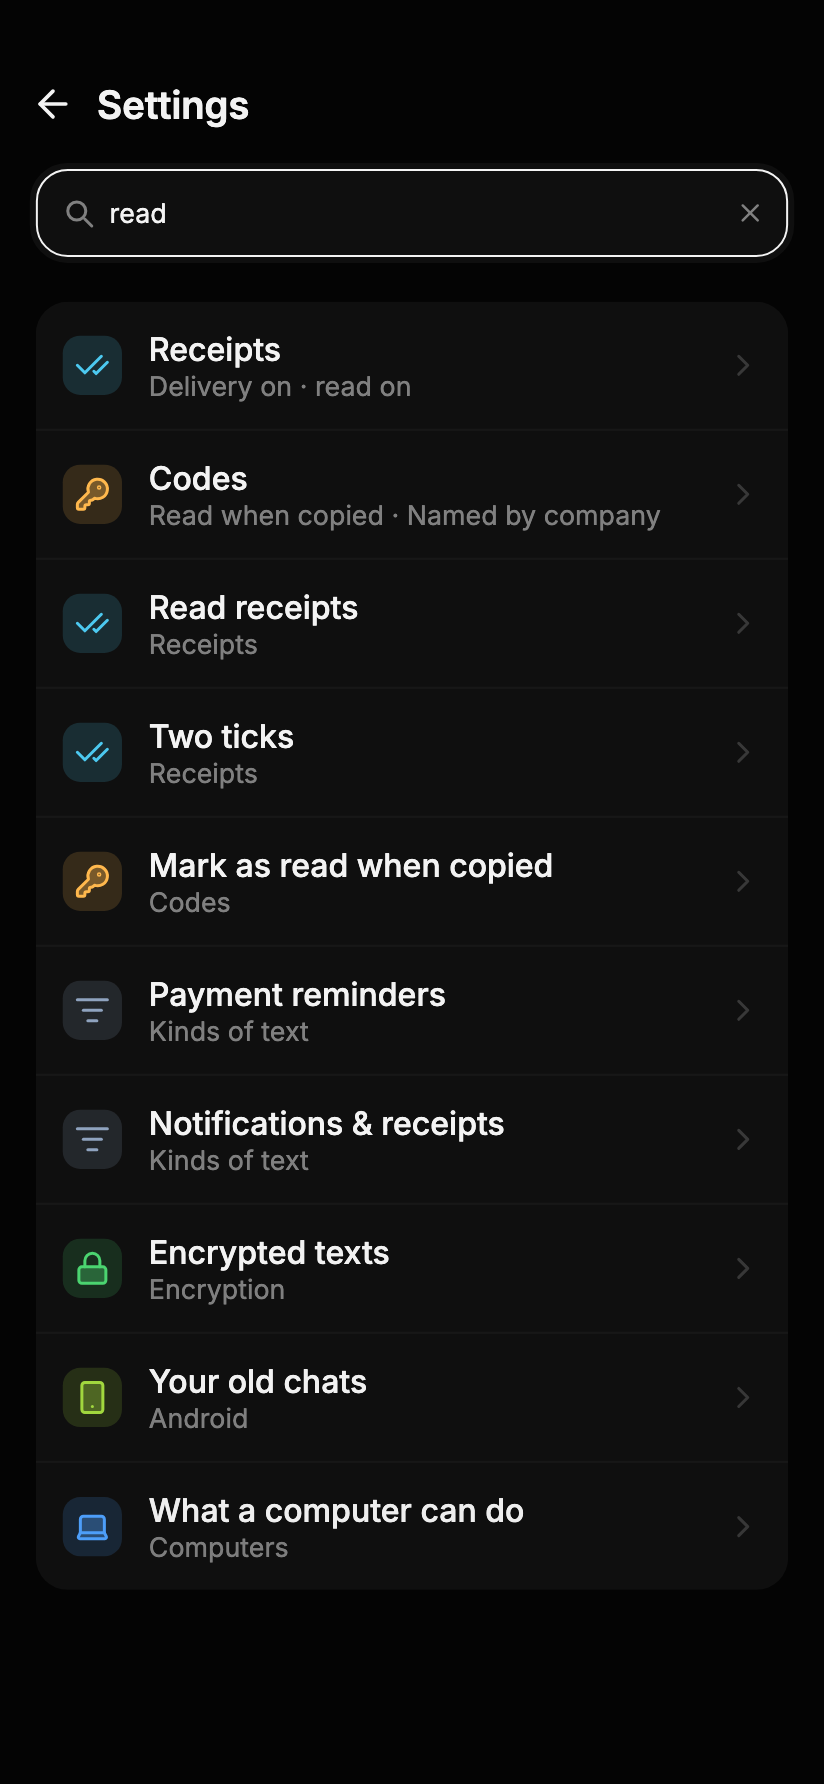 Settings
read
Receipts
Delivery on · read on
Codes
Read when copied · Named by company
Read receipts
Receipts
Two ticks
Receipts
Mark as read when copied
Codes
Payment reminders
Kinds of text
Notifications & receipts
Kinds of text
Encrypted texts
Encryption
Your old chats
Android
What a computer can do
Computers